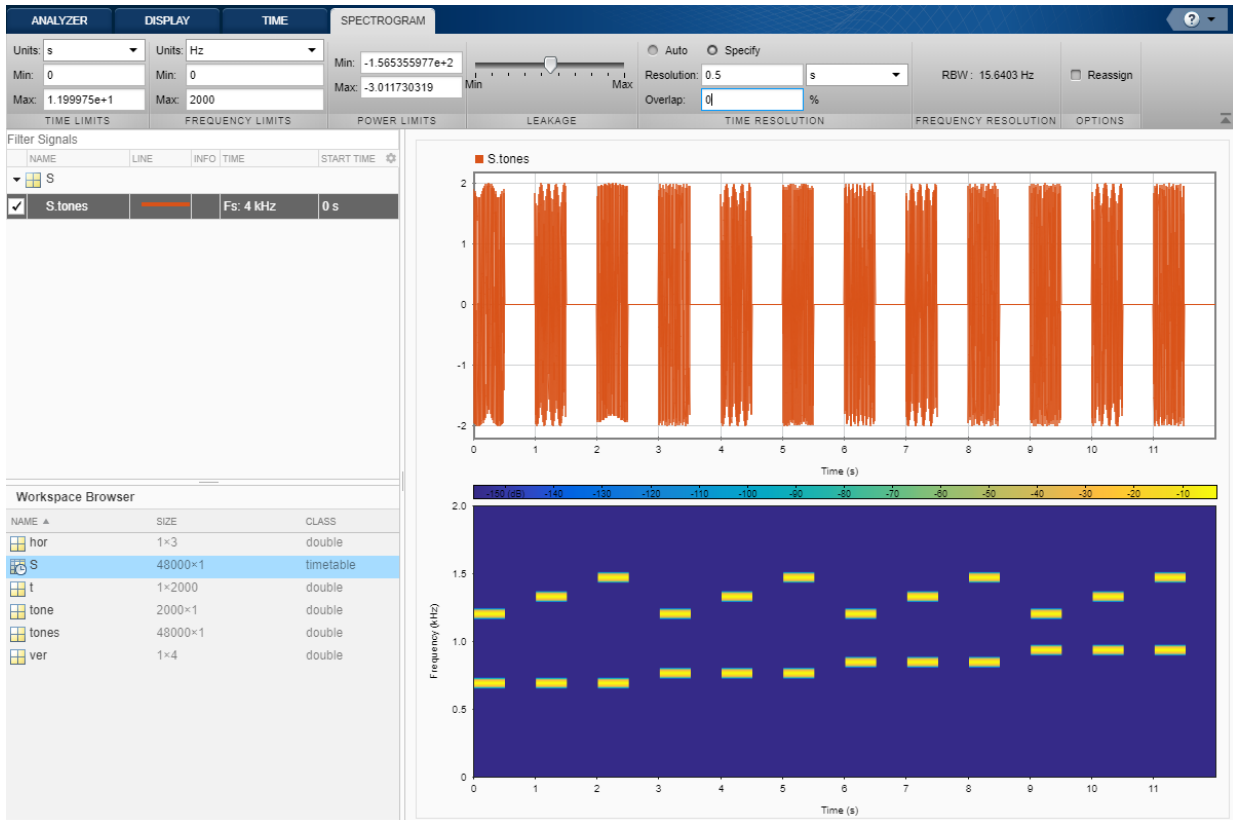 ANALYZER DISPLAY TIME SPECTROGRAM ?
Units: s Units: Hz Min: -1.565355977e+2 Auto Specify
Min: 0 Min: 0 Max: -3.011730319 Min Max Resolution: 0.5 s RBW : 15.6403 Hz Reassign
Max: 1.199975e+1 Max: 2000 Overlap: 0 %
TIME LIMITS FREQUENCY LIMITS POWER LIMITS LEAKAGE TIME RESOLUTION FREQUENCY RESOLUTION OPTIONS
Filter Signals
NAME LINE INFO TIME START TIME
S
S.tones Fs: 4 kHz 0 s
Workspace Browser
NAME SIZE CLASS
hor 1×3 double
S 48000×1 timetable
t 1×2000 double
tone 2000×1 double
tones 48000×1 double
ver 1×4 double
S.tones
2
1
0
-1
-2
0 1 2 3 4 5 6 7 8 9 10 11
Time (s)
-150 (dB) -140 -130 -120 -110 -100 -90 -80 -70 -60 -50 -40 -30 -20 -10
2.0
1.5
1.0
0.5
0
Frequency (kHz)
0 1 2 3 4 5 6 7 8 9 10 11
Time (s)